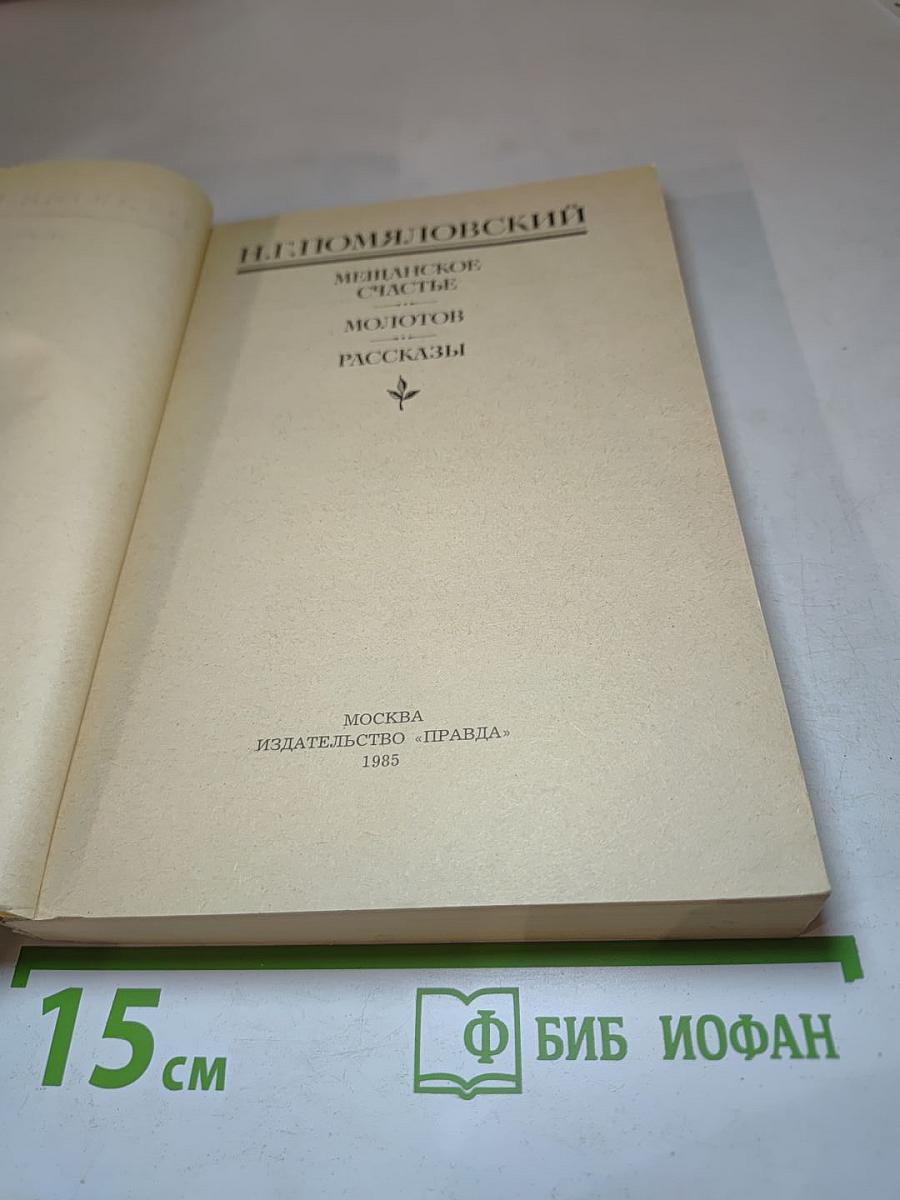 Н.Г.ПОМЯЛОВСКИЙ
МЕЩАНСКОЕ
СЧАСТЬЕ
МОЛОТОВ
РАССКАЗЫ
МОСКВА
ИЗДАТЕЛЬСТВО «ПРАВДА»
1985
15 см
Ф БИБ ИОФАН